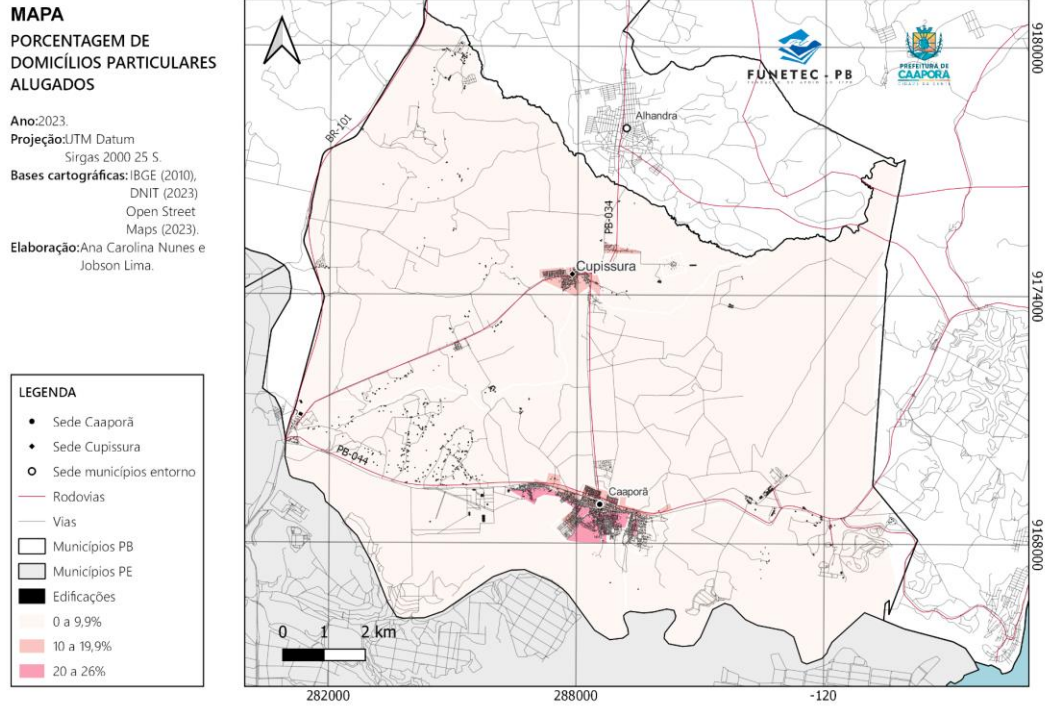 MAPA
PORCENTAGEM DE
DOMICÍLIOS PARTICULARES
ALUGADOS
Ano:2023.
Projeção:UTM Datum
Sirgas 2000 25 S.
Bases cartográficas:IBGE (2010),
DNIT (2023)
Open Street
Maps (2023).
Elaboração:Ana Carolina Nunes e
Jobson Lima.
LEGENDA
Sede Caaporã
Sede Cupissura
Sede municípios entorno
Rodovias
Vias
Municípios PB
Municípios PE
Edificações
0 a 9,9%
10 a 19,9%
20 a 26%
FUNETEC - PB
PREFEITURA DE
CAAPORÃ
BR-101
Alhandra
PB-034
Cupissura
PB-044
Caaporã
0 1 2 km
9180000
9174000
9168000
282000
288000
-120